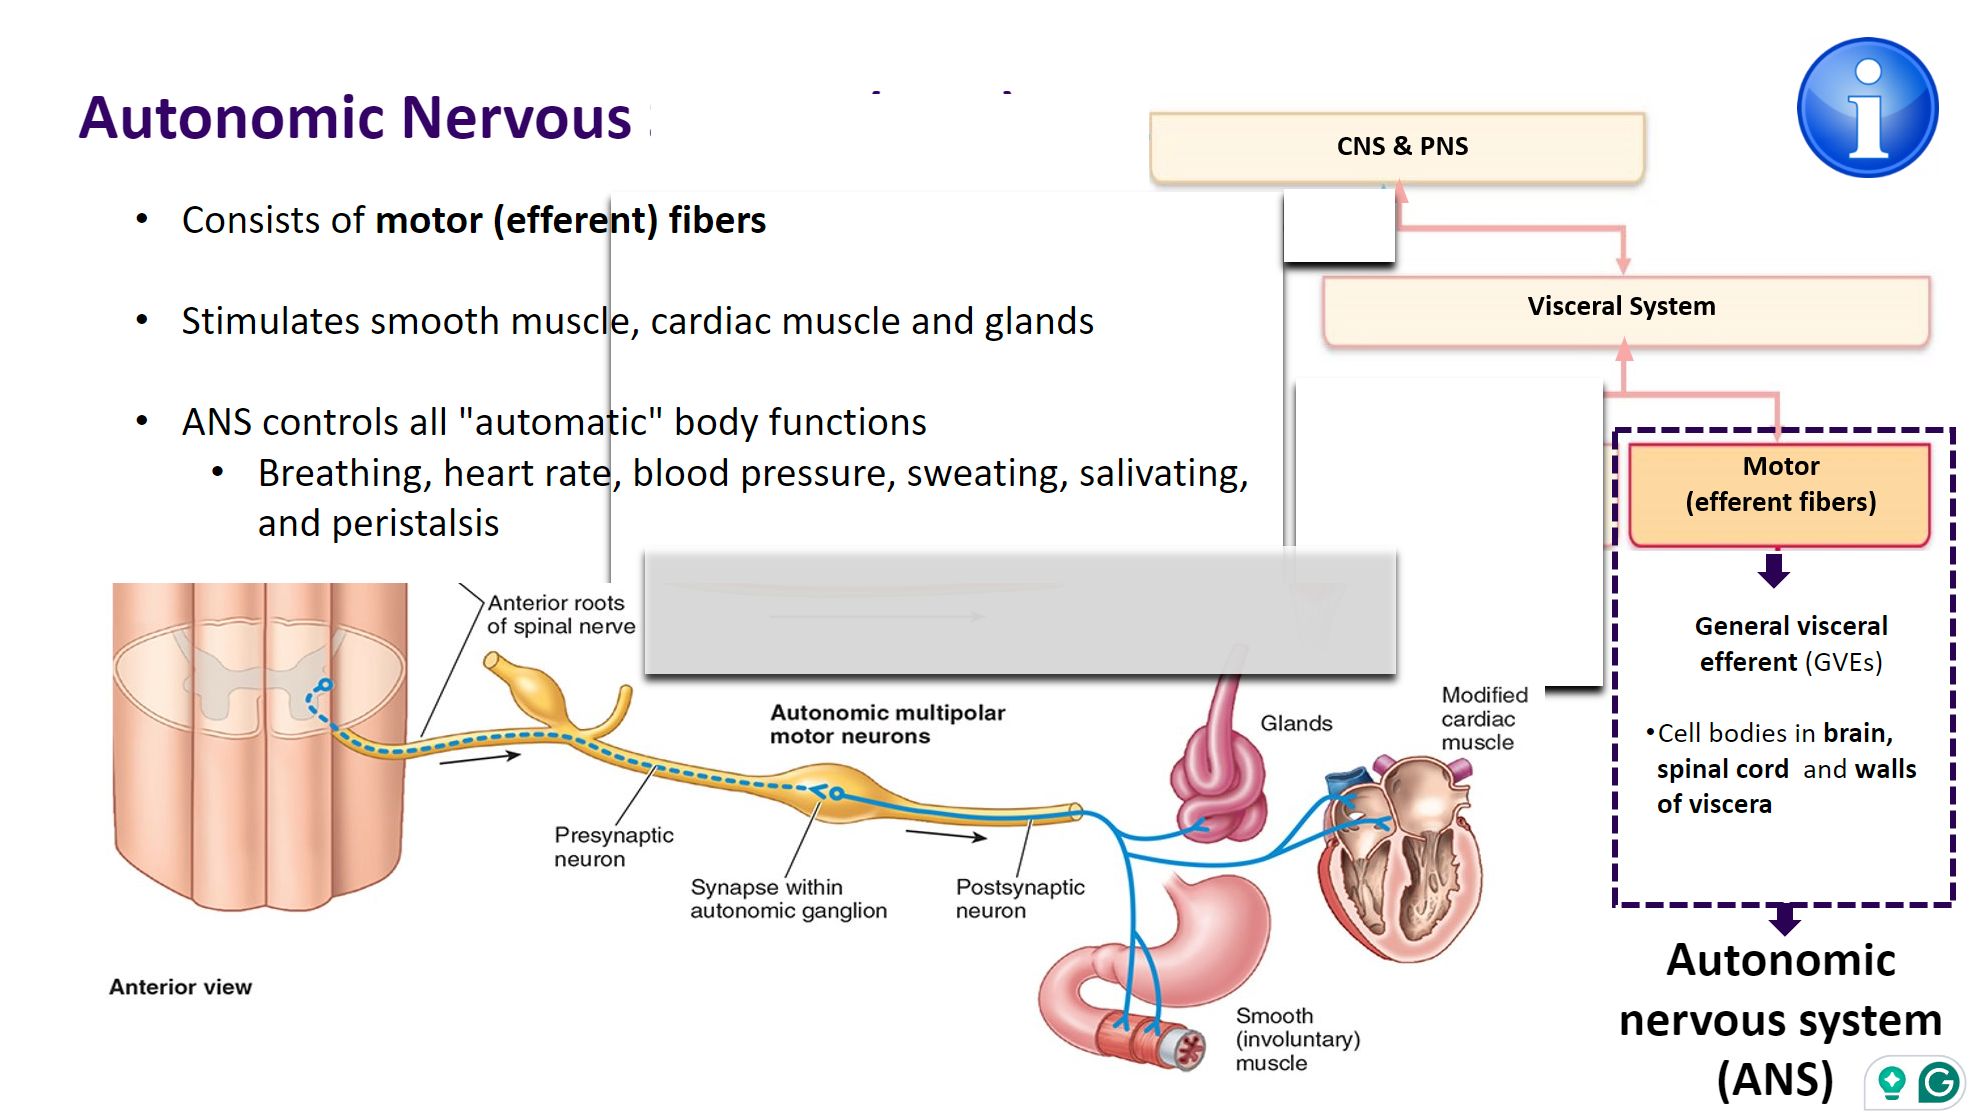 Autonomic Nervous
• Consists of motor (efferent) fibers
• Stimulates smooth muscle, cardiac muscle and glands
• ANS controls all "automatic" body functions
• Breathing, heart rate, blood pressure, sweating, salivating,
and peristalsis
CNS & PNS
Visceral System
Motor
(efferent fibers)
General visceral
efferent (GVEs)
•Cell bodies in brain,
spinal cord and walls
of viscera
Autonomic
nervous system
(ANS)
Anterior roots
of spinal nerve
Autonomic multipolar
motor neurons
Glands
Modified
cardiac
muscle
Presynaptic
neuron
Synapse within
autonomic ganglion
Postsynaptic
neuron
Smooth
(involuntary)
muscle
Anterior view